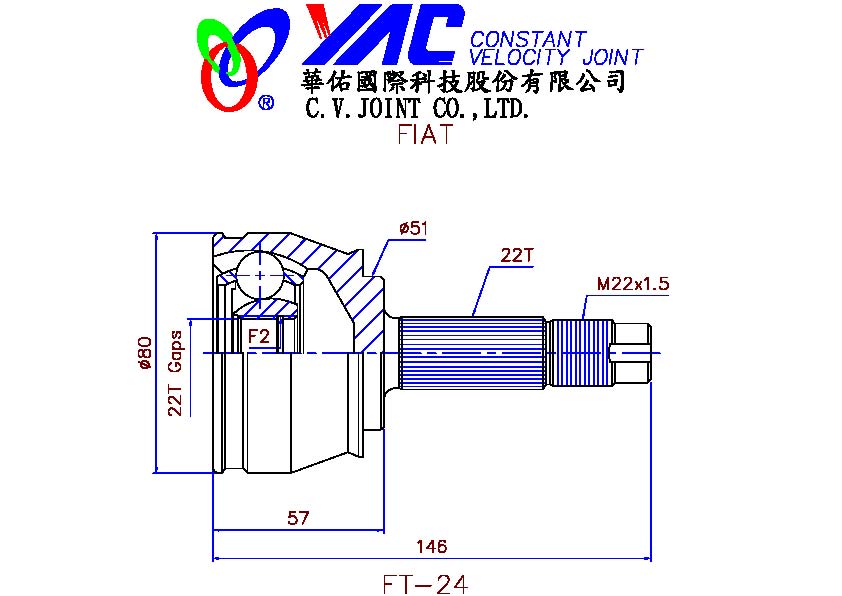 YAC CONSTANT
VELOCITY JOINT
華佑國際科技股份有限公司
®
C.V.JOINT CO.,LTD.
FIAT
ø51
22T
M22x1.5
F2
ø80
22T Gaps
57
146
FT-24